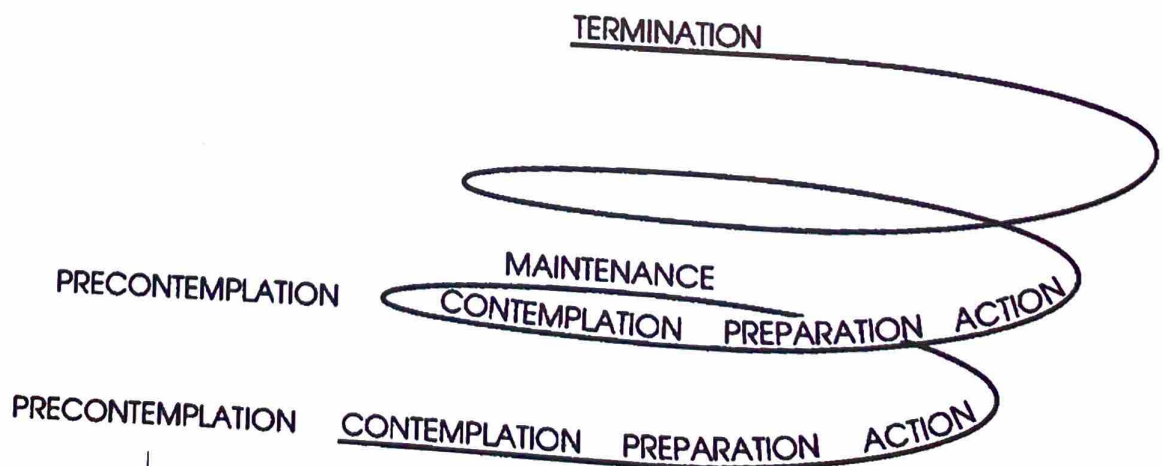 TERMINATION
MAINTENANCE
PRECONTEMPLATION
CONTEMPLATION PREPARATION ACTION
PRECONTEMPLATION CONTEMPLATION PREPARATION ACTION